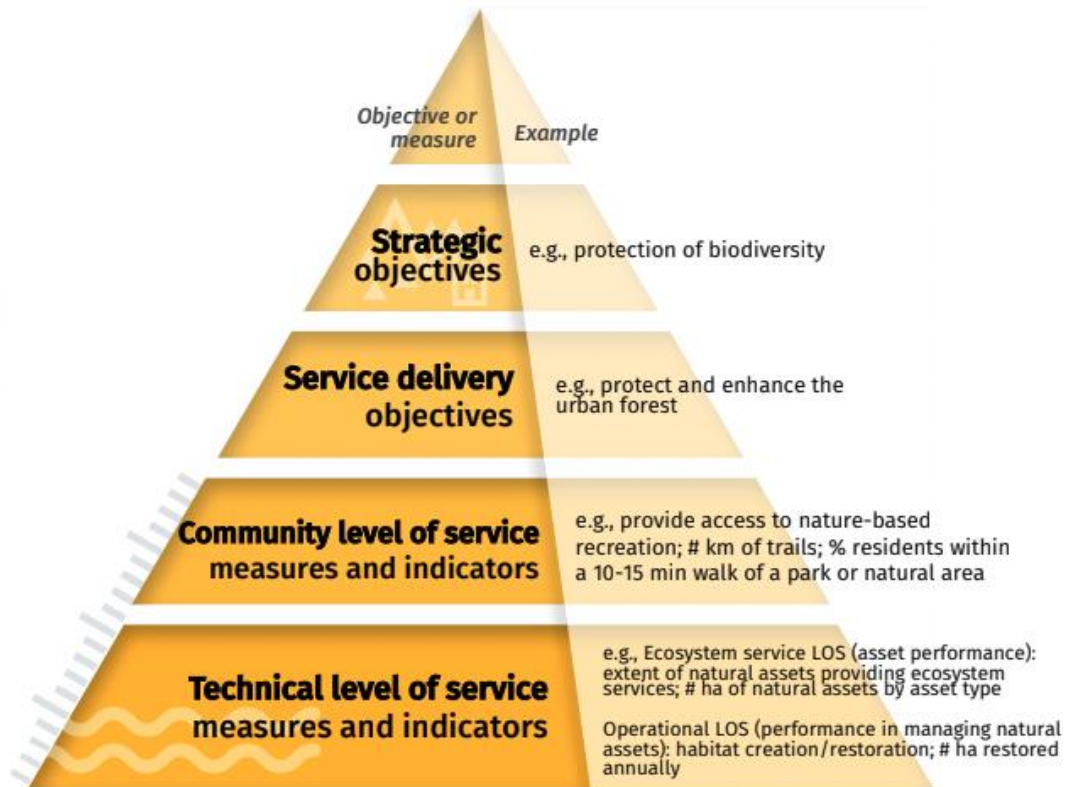 Objective or
measure
Example
Strategic
objectives
e.g., protection of biodiversity
Service delivery
objectives
e.g., protect and enhance the
urban forest
Community level of service
measures and indicators
e.g., provide access to nature-based
recreation; # km of trails; % residents within
a 10-15 min walk of a park or natural area
Technical level of service
measures and indicators
e.g., Ecosystem service LOS (asset performance):
extent of natural assets providing ecosystem
services; # ha of natural assets by asset type
Operational LOS (performance in managing natural
assets): habitat creation/restoration; # ha restored
annually